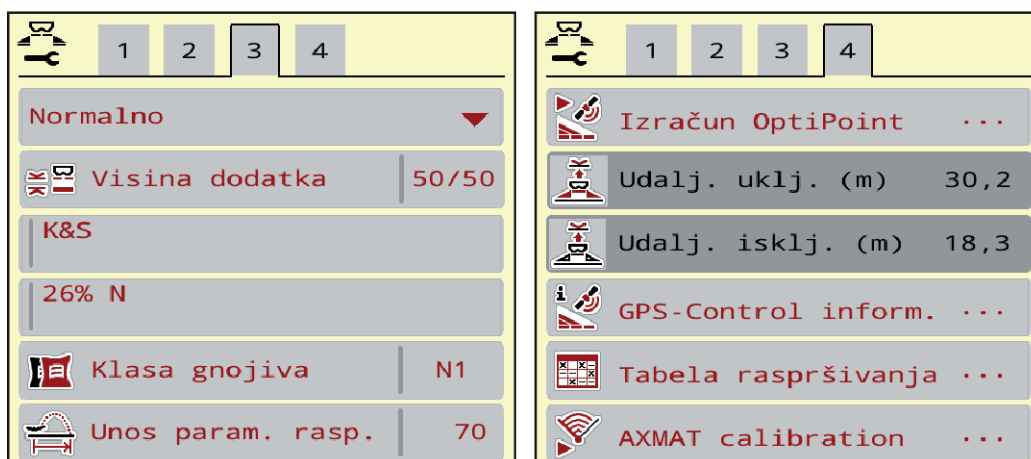 1 2 3 4
Normalno
Visina dodatka 50/50
K&S
26% N
Klasa gnojiva N1
Unos param. rasp. 70
1 2 3 4
Izračun OptiPoint ...
Udalj. uklj. (m) 30,2
Udalj. isklj. (m) 18,3
GPS-Control inform. ...
Tabela raspršivanja ...
AXMAT calibration ...